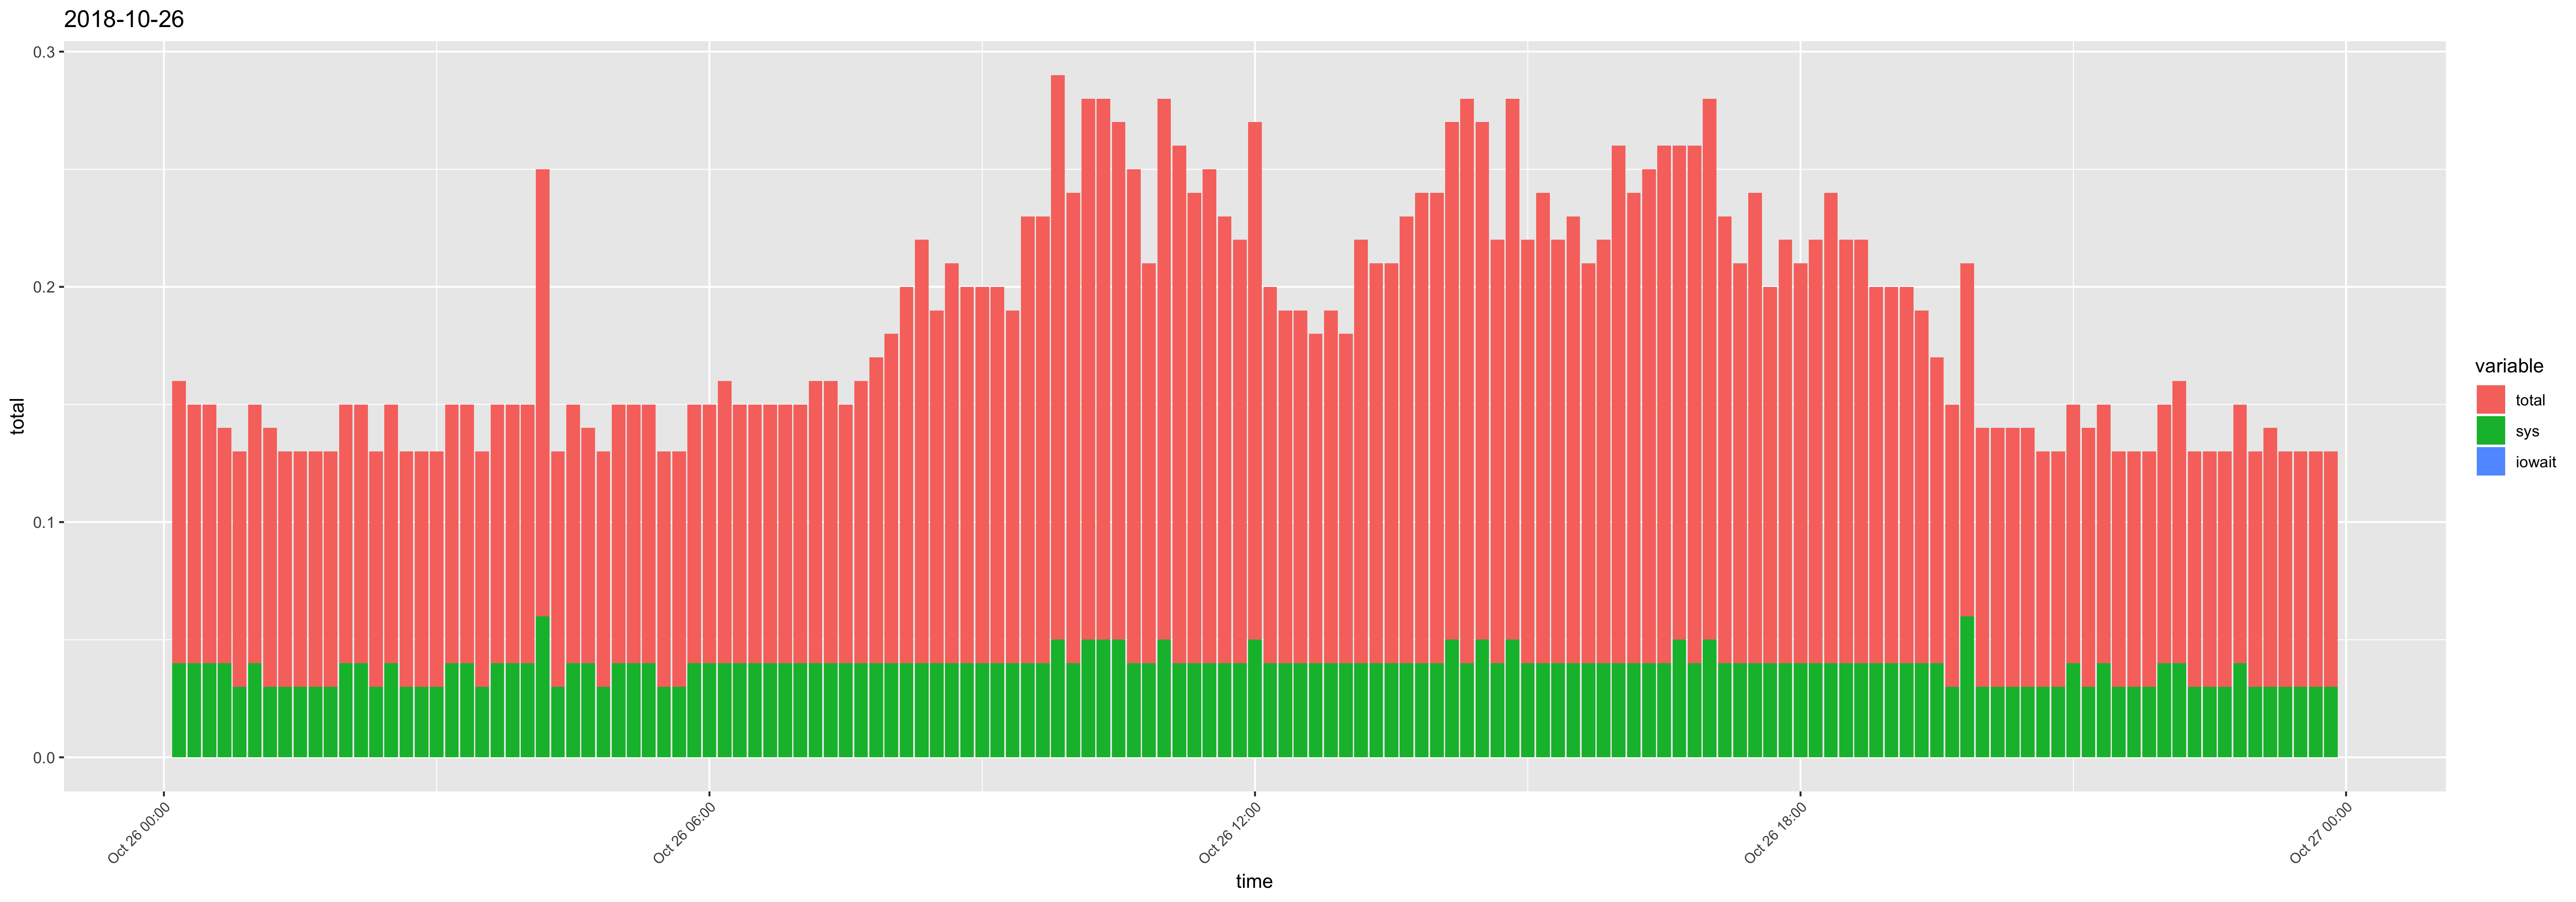 2018-10-26
0.3
0.2
0.1
0.0
total
Oct 26 00:00
Oct 26 06:00
Oct 26 12:00
Oct 26 18:00
Oct 27 00:00
time
variable
total
sys
iowait